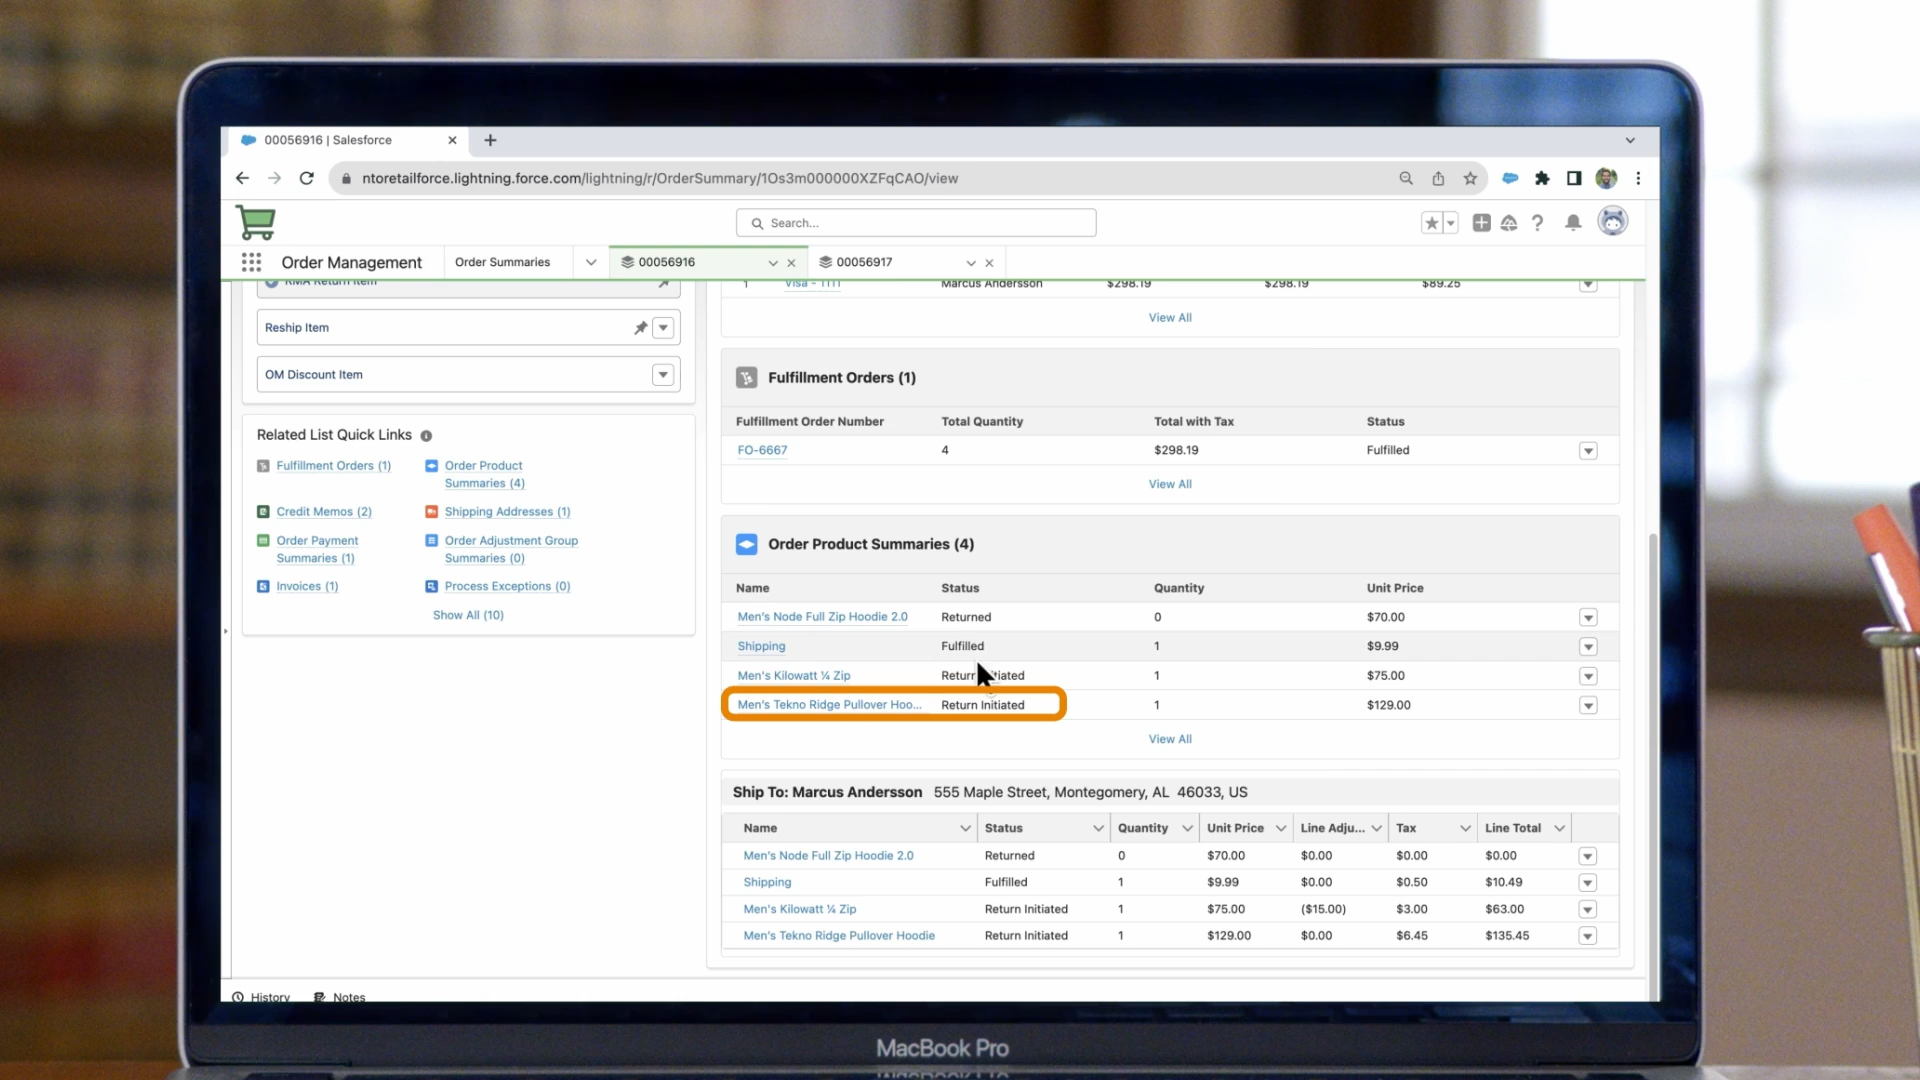 00056916 | Salesforce
ntoretailforce.lightning.force.com/lightning/r/OrderSummary/1Os3m000000XZFqCAO/view
Search...
Order Management
Order Summaries
00056916
00056917
RMA Return Item
Reship Item
OM Discount Item
Related List Quick Links
Fulfillment Orders (1)
Order Product
Summaries (4)
Credit Memos (2)
Shipping Addresses (1)
Order Payment
Summaries (1)
Order Adjustment Group
Summaries (0)
Invoices (1)
Process Exceptions (0)
Show All (10)
1 Visa - 1111 Marcus Andersson $298.19 $298.19 $89.25
View All
Fulfillment Orders (1)
Fulfillment Order Number Total Quantity Total with Tax Status
FO-6667 4 $298.19 Fulfilled
View All
Order Product Summaries (4)
Name Status Quantity Unit Price
Men's Node Full Zip Hoodie 2.0 Returned 0 $70.00
Shipping Fulfilled 1 $9.99
Men's Kilowatt ¼ Zip Return Initiated 1 $75.00
Men's Tekno Ridge Pullover Hoo... Return Initiated 1 $129.00
View All
Ship To: Marcus Andersson 555 Maple Street, Montegomery, AL 46033, US
Name Status Quantity Unit Price Line Adju... Tax Line Total
Men's Node Full Zip Hoodie 2.0 Returned 0 $70.00 $0.00 $0.00 $0.00
Shipping Fulfilled 1 $9.99 $0.00 $0.50 $10.49
Men's Kilowatt ¼ Zip Return Initiated 1 $75.00 ($15.00) $3.00 $63.00
Men's Tekno Ridge Pullover Hoodie Return Initiated 1 $129.00 $0.00 $6.45 $135.45
History
Notes
MacBook Pro